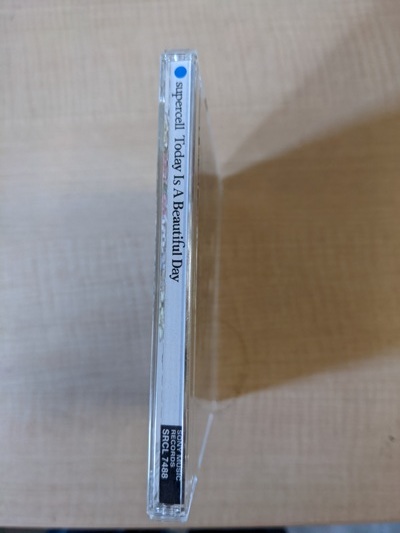 supercell Today Is A Beautiful Day
SONY MUSIC
RECORDS
SRCL 7488